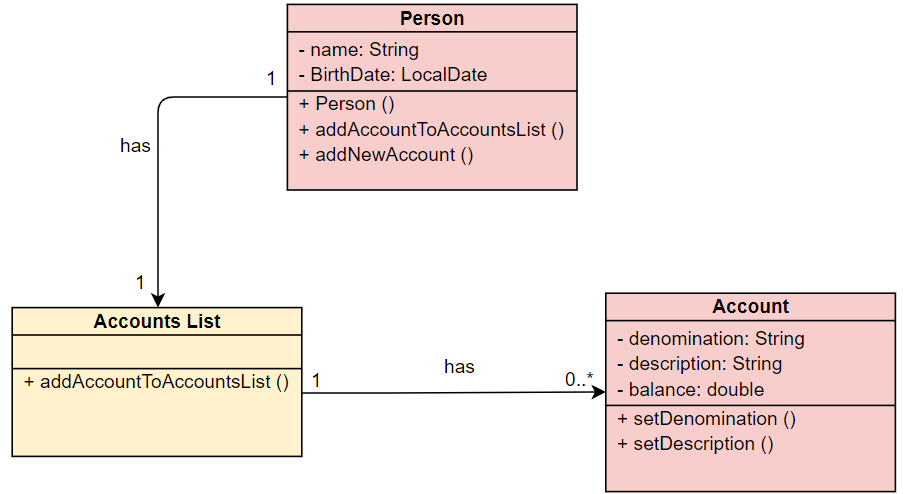 Person
- name: String
- BirthDate: LocalDate
+ Person ()
+ addAccountToAccountsList ()
+ addNewAccount ()
1
has
1
Accounts List
+ addAccountToAccountsList ()
1
has
0..*
Account
- denomination: String
- description: String
- balance: double
+ setDenomination ()
+ setDescription ()